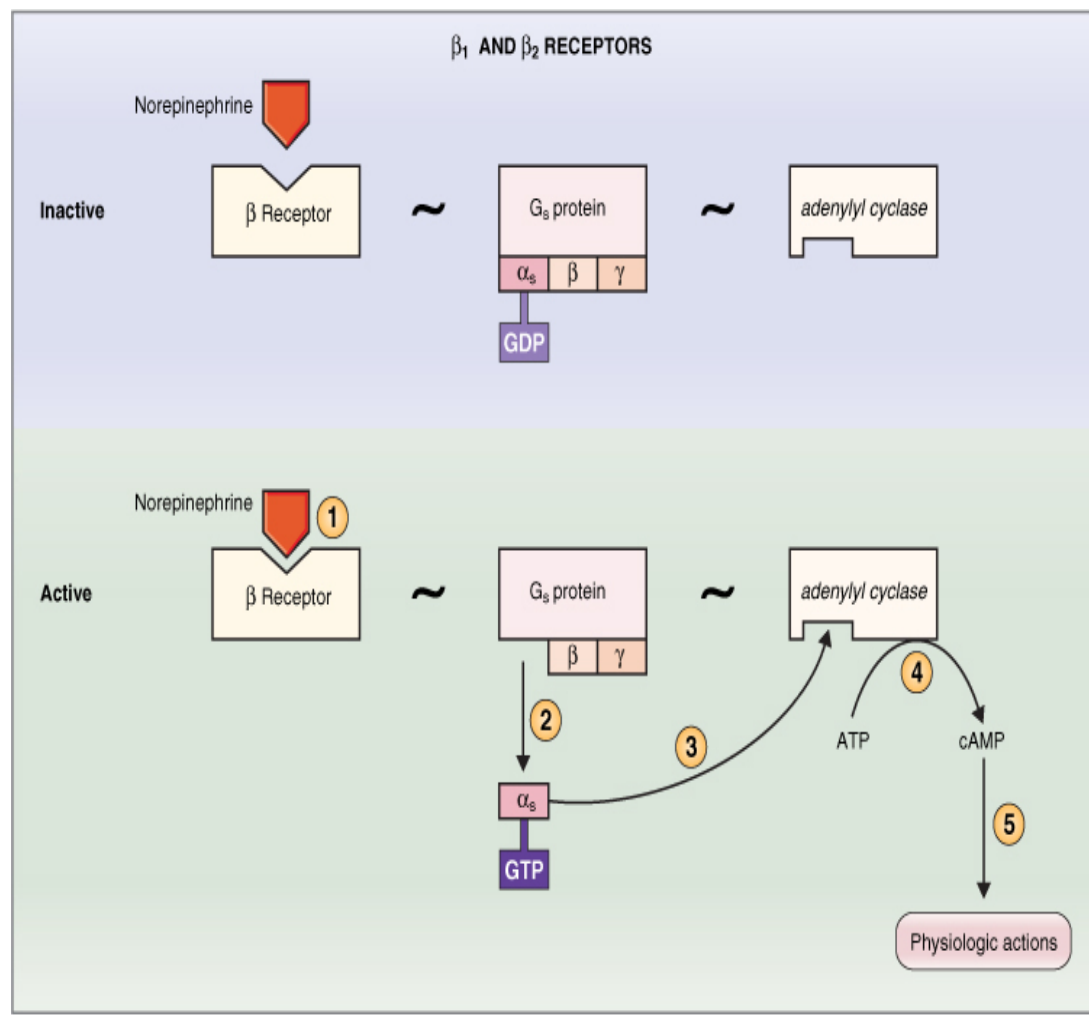 β₁ AND β₂ RECEPTORS
Norepinephrine
Inactive
β Receptor
~
Gₛ protein
~
adenylyl cyclase
αₛ β γ
GDP
Norepinephrine
1
Active
β Receptor
~
Gₛ protein
~
adenylyl cyclase
β γ
2
3
4
ATP
cAMP
αₛ
GTP
5
Physiologic actions